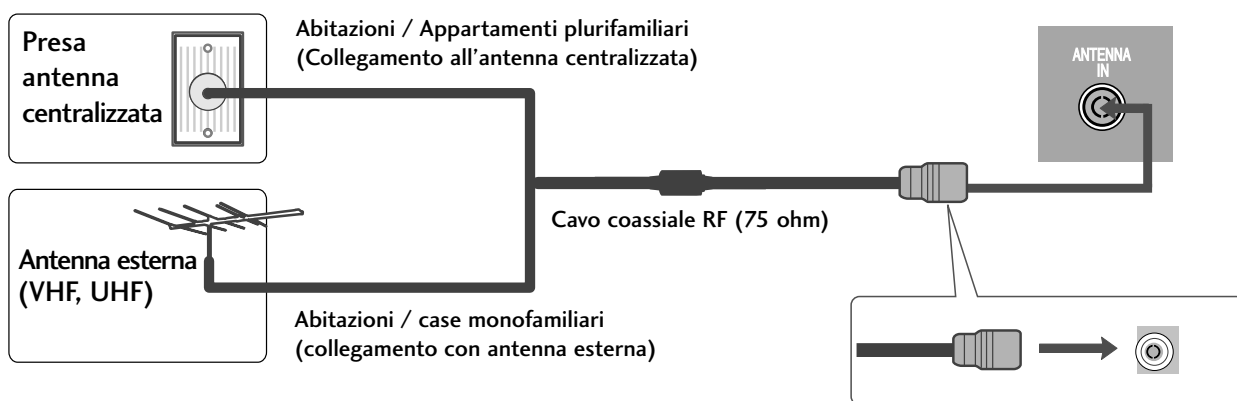 Presa
antenna
centralizzata
Abitazioni / Appartamenti plurifamiliari
(Collegamento all'antenna centralizzata)
ANTENNA
IN
Cavo coassiale RF (75 ohm)
Antenna esterna
(VHF, UHF)
Abitazioni / case monofamiliari
(collegamento con antenna esterna)